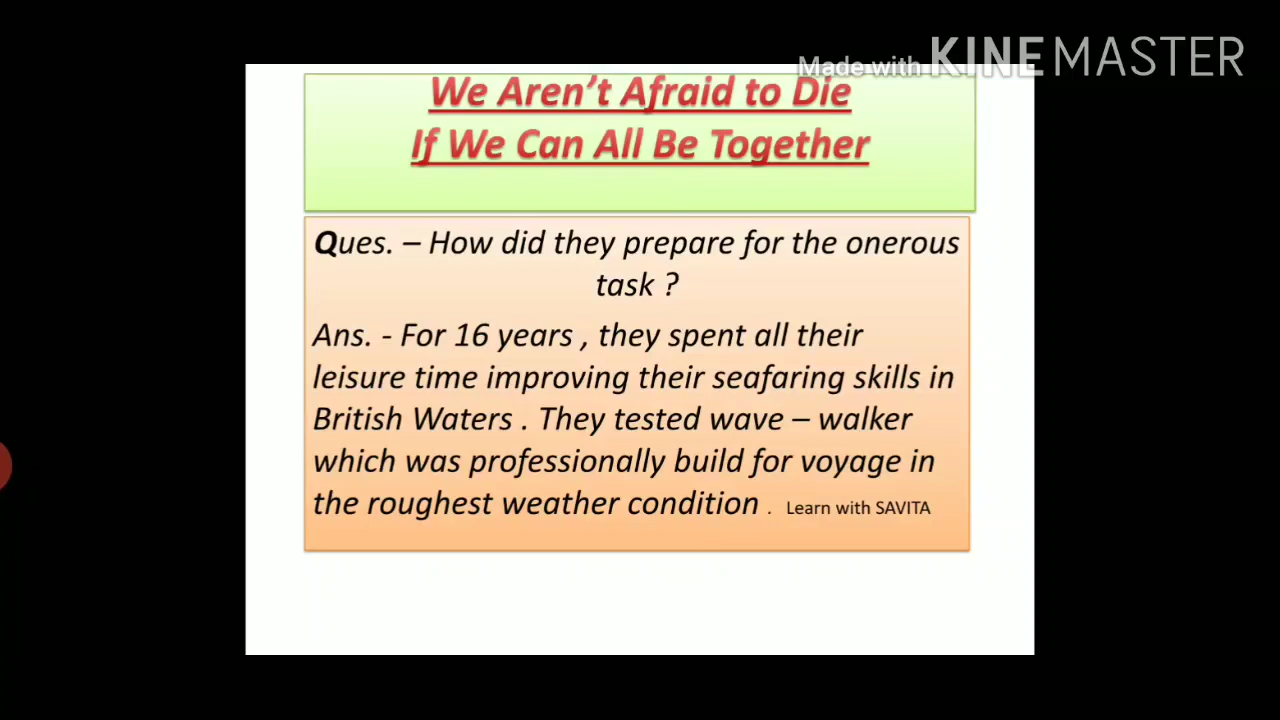 Made with KINEMASTER
We Aren't Afraid to Die
If We Can All Be Together
Ques. – How did they prepare for the onerous
task ?
Ans. - For 16 years , they spent all their
leisure time improving their seafaring skills in
British Waters . They tested wave – walker
which was professionally build for voyage in
the roughest weather condition . Learn with SAVITA